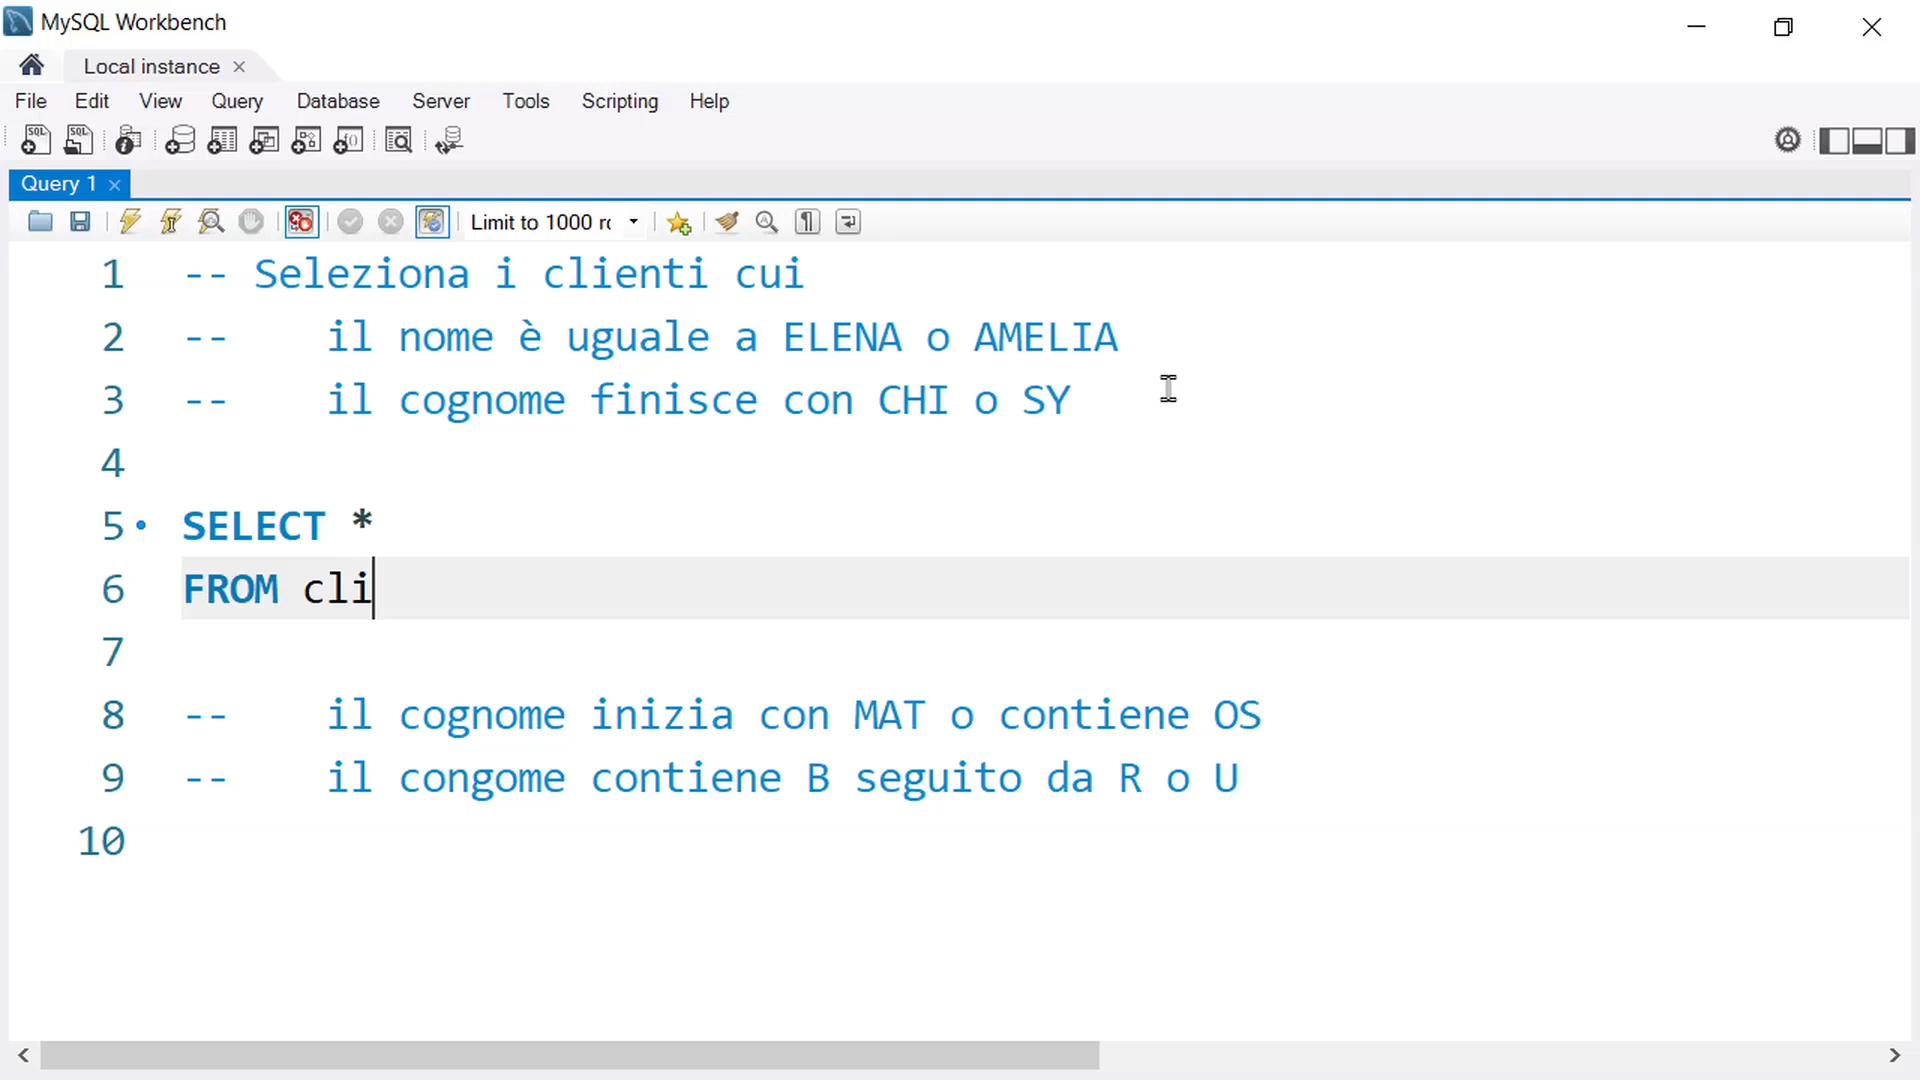 MySQL Workbench
Local instance
File Edit View Query Database Server Tools Scripting Help
Query 1
Limit to 1000 rc
1 -- Seleziona i clienti cui
2 --    il nome è uguale a ELENA o AMELIA
3 --    il cognome finisce con CHI o SY
4
5 SELECT *
6 FROM cli
7
8 --    il cognome inizia con MAT o contiene OS
9 --    il congome contiene B seguito da R o U
10